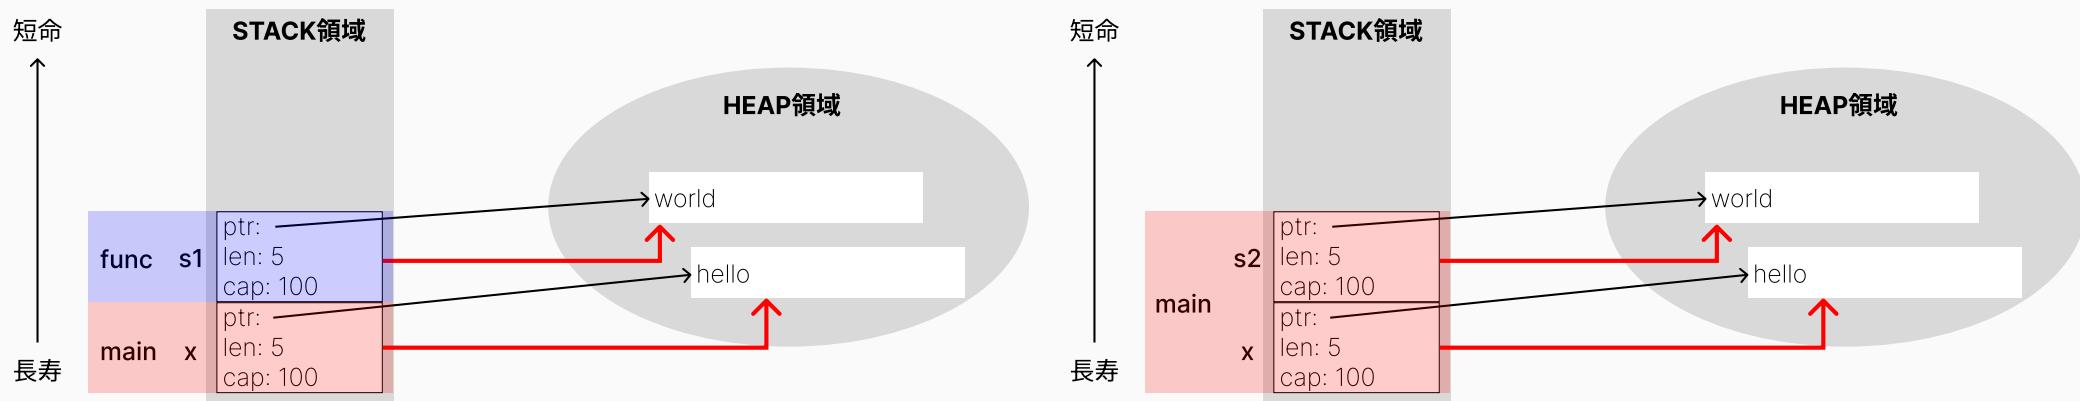 短命
STACK領域
HEAP領域
world
func s1
ptr:
len: 5
cap: 100
hello
main x
ptr:
len: 5
cap: 100
長寿
短命
STACK領域
HEAP領域
world
s2
ptr:
len: 5
cap: 100
hello
main
x
ptr:
len: 5
cap: 100
長寿